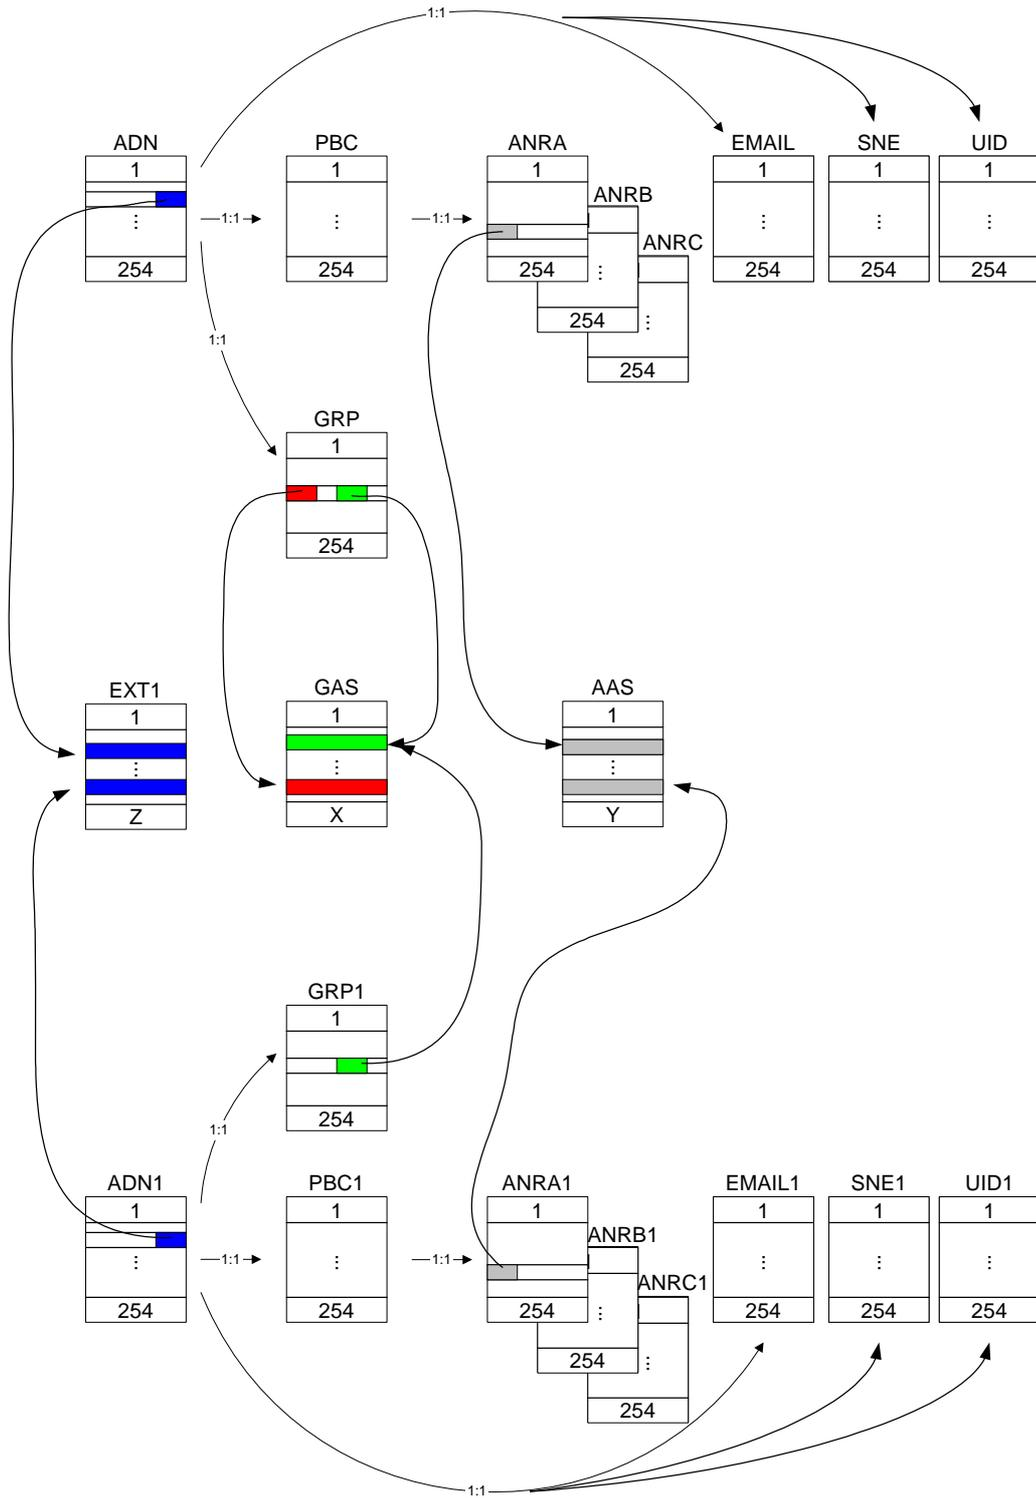 1:1
ADN
PBC
ANRA
EMAIL
SNE
UID
1
1
1
1
1
1
ANRB
1:1
⋮
⋮
1:1
⋮
⋮
⋮
ANRC
254
254
254
⋮
254
254
254
254
⋮
1:1
254
GRP
1
254
EXT1
GAS
AAS
1
1
1
⋮
⋮
⋮
Z
X
Y
GRP1
1
254
1:1
ADN1
PBC1
ANRA1
EMAIL1
SNE1
UID1
1
1
1
1
1
1
ANRB1
⋮
1:1
⋮
1:1
⋮
⋮
⋮
ANRC1
254
254
254
⋮
254
254
254
254
⋮
254
1:1